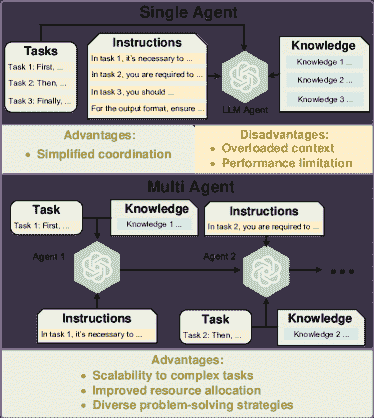 Single Agent
Tasks
Task 1: First, ...
Task 2: Then, ...
Task 3: Finally, ...
Instructions
In task 1, it's necessary to ...
In task 2, you are required to ...
In task 3, you should ...
For the output format, ensure ...
LLM Agent
Knowledge
Knowledge 1 ...
Knowledge 2 ...
Knowledge 3 ...
Advantages:
• Simplified coordination
Disadvantages:
• Overloaded context
• Performance limitation
Multi Agent
Task
Task 1: First, ...
Knowledge
Knowledge 1 ...
Instructions
In task 2, you are required to ...
Agent 1
Agent 2
...
Instructions
In task 1, it's necessary to ...
Task
Task 2: Then, ...
Knowledge
Knowledge 2 ...
Advantages:
• Scalability to complex tasks
• Improved resource allocation
• Diverse problem-solving strategies